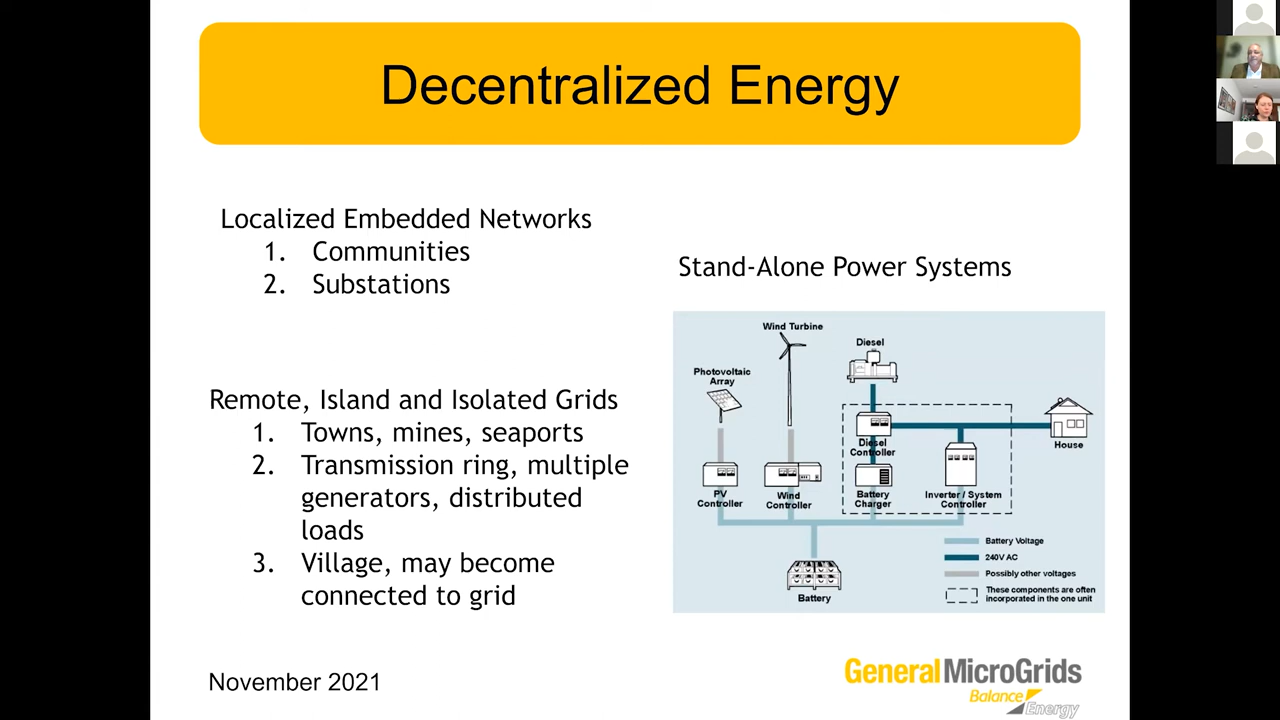 Decentralized Energy
Localized Embedded Networks
1. Communities
2. Substations
Remote, Island and Isolated Grids
1. Towns, mines, seaports
2. Transmission ring, multiple
generators, distributed
loads
3. Village, may become
connected to grid
Stand-Alone Power Systems
Wind Turbine
Diesel
Photovoltaic
Array
Diesel
Controller
House
PV
Controller
Wind
Controller
Battery
Charger
Inverter / System
Controller
Battery
Battery Voltage
240V AC
Possibly other voltages
These components are often
incorporated in the one unit
November 2021
GeneralMicroGrids
Balance
Energy